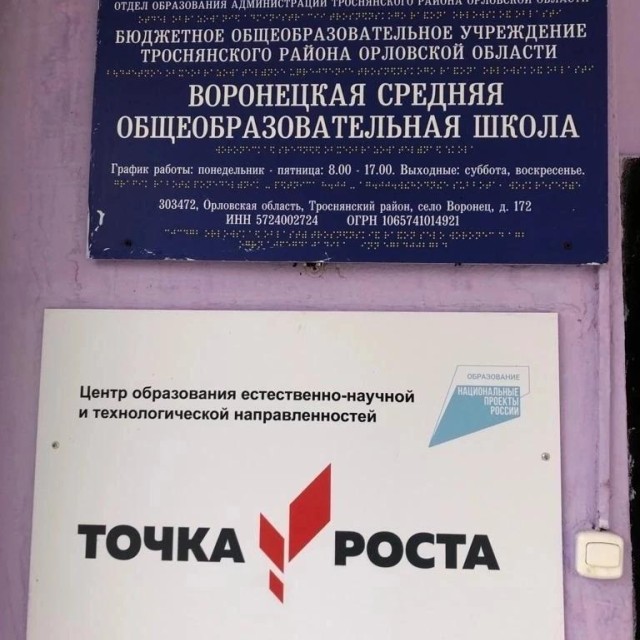 ОТДЕЛ ОБРАЗОВАНИЯ АДМИНИСТРАЦИИ ТРОСНЯНСКОГО РАЙОНА ОРЛОВСКОЙ ОБЛАСТИ
БЮДЖЕТНОЕ ОБЩЕОБРАЗОВАТЕЛЬНОЕ УЧРЕЖДЕНИЕ
ТРОСНЯНСКОГО РАЙОНА ОРЛОВСКОЙ ОБЛАСТИ
ВОРОНЕЦКАЯ СРЕДНЯЯ
ОБЩЕОБРАЗОВАТЕЛЬНАЯ ШКОЛА
График работы: понедельник - пятница: 8.00 - 17.00. Выходные: суббота, воскресенье.
303472, Орловская область, Троснянский район, село Воронец, д. 172
ИНН 5724002724 ОГРН 1065741014921
Центр образования естественно-научной
и технологической направленностей
ОБРАЗОВАНИЕ
НАЦИОНАЛЬНЫЕ
ПРОЕКТЫ
РОССИИ
ТОЧКА РОСТА